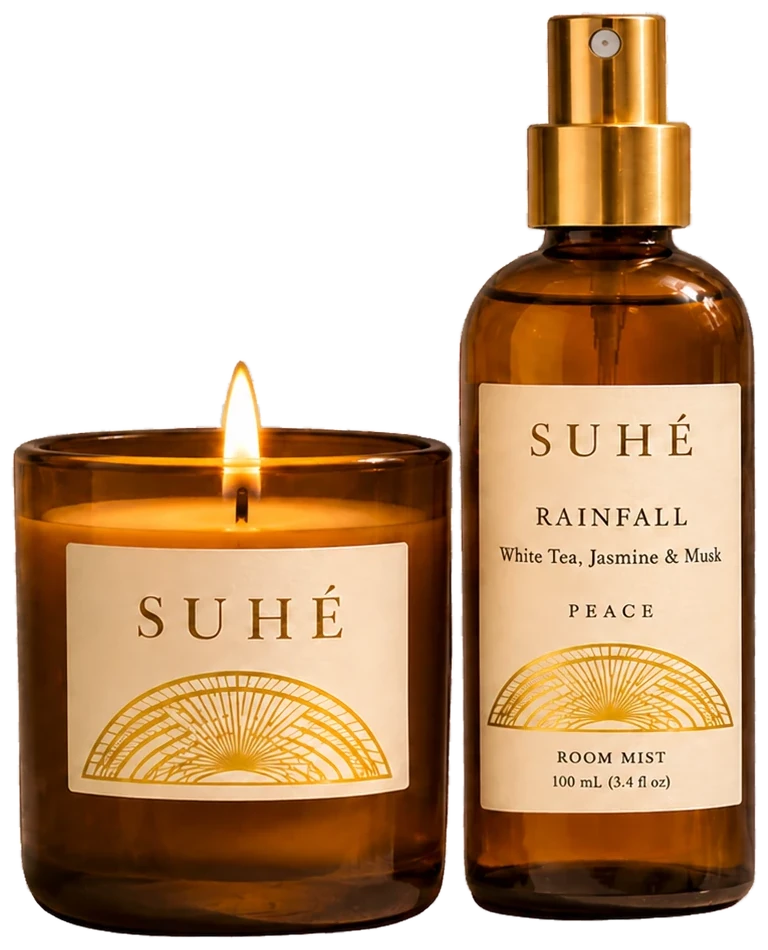 SUHÉ
SUHÉ
RAINFALL
White Tea, Jasmine & Musk
PEACE
ROOM MIST
100 mL (3.4 fl oz)